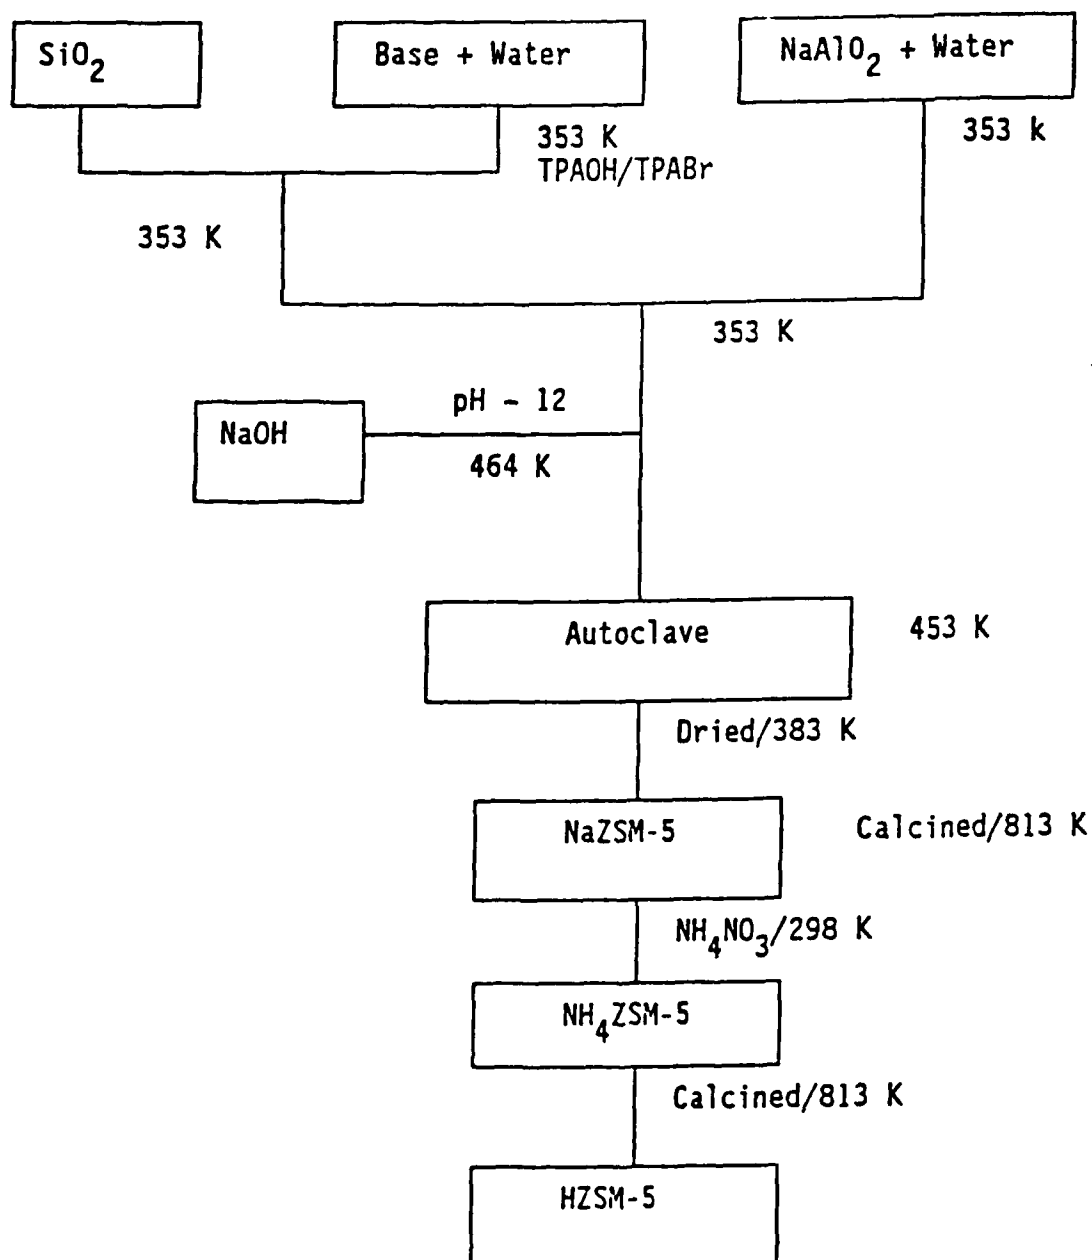 SiO2
Base + Water
NaAlO2 + Water
353 K
TPAOH/TPABr
353 k
353 K
353 K
pH - 12
NaOH
464 K
Autoclave
453 K
Dried/383 K
NaZSM-5
Calcined/813 K
NH4NO3/298 K
NH4ZSM-5
Calcined/813 K
HZSM-5